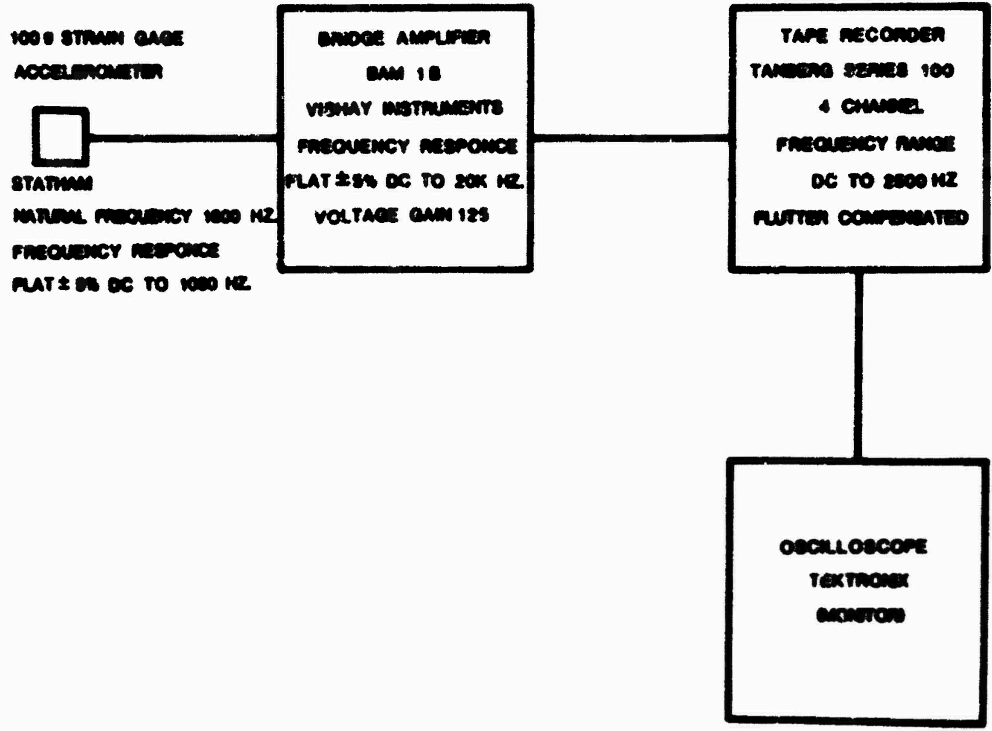 100 g STRAIN GAGE
ACCELEROMETER
STATHAM
NATURAL FREQUENCY 1600 HZ.
FREQUENCY RESPONCE
FLAT ± 5% DC TO HZ.
BRIDGE AMPLIFIER
BAM 1 B
VISHAY INSTRUMENTS
FREQUENCY RESPONCE
FLAT ±5% DC TO 20K HZ.
VOLTAGE GAIN 125
TAPE RECORDER
TANBERG SERIES 100
4 CHANNEL
FREQUENCY RANGE
DC TO 2500 HZ
FLUTTER COMPENSATED
OSCILLOSCOPE
TEKTRONIX
(MONITOR)